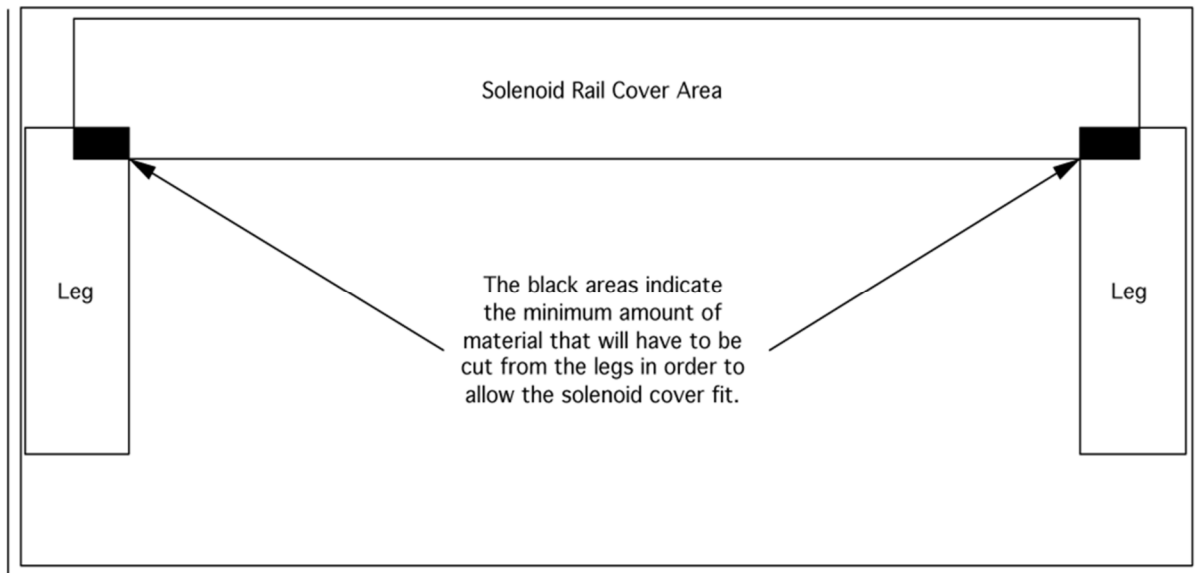 Solenoid Rail Cover Area
Leg
Leg
The black areas indicate
the minimum amount of
material that will have to be
cut from the legs in order to
allow the solenoid cover fit.